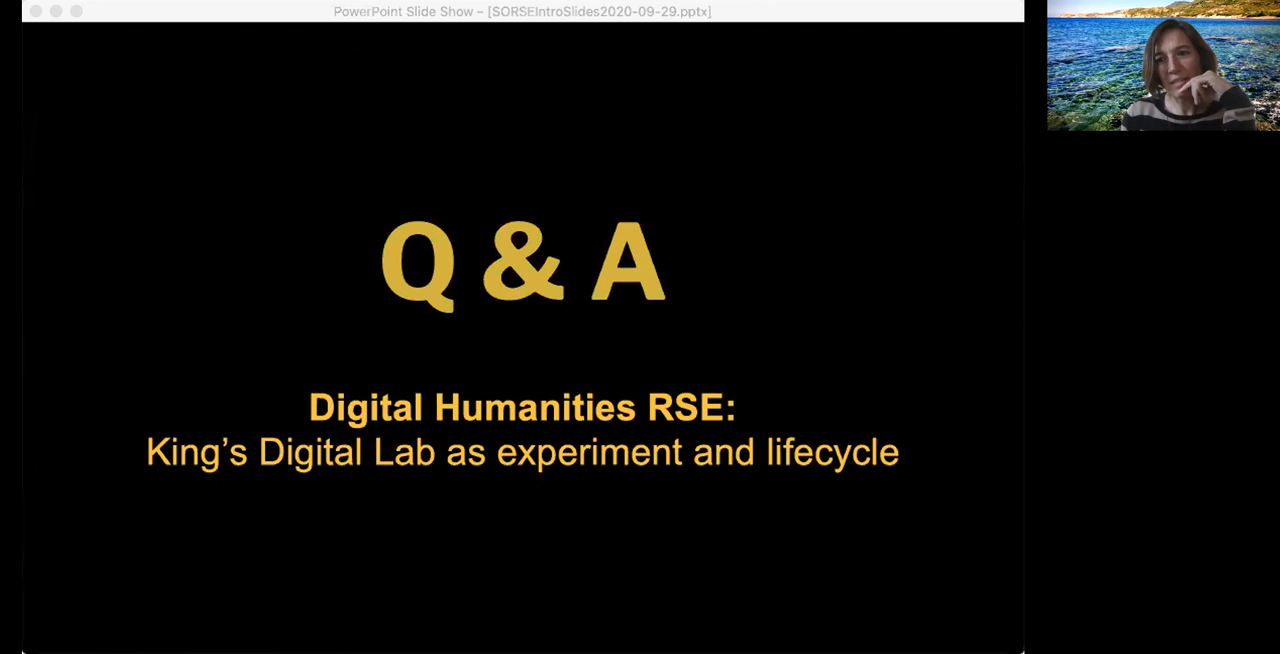 PowerPoint Slide Show – [SORSEIntroSlides2020-09-29.pptx]
Q & A
Digital Humanities RSE:
King’s Digital Lab as experiment and lifecycle